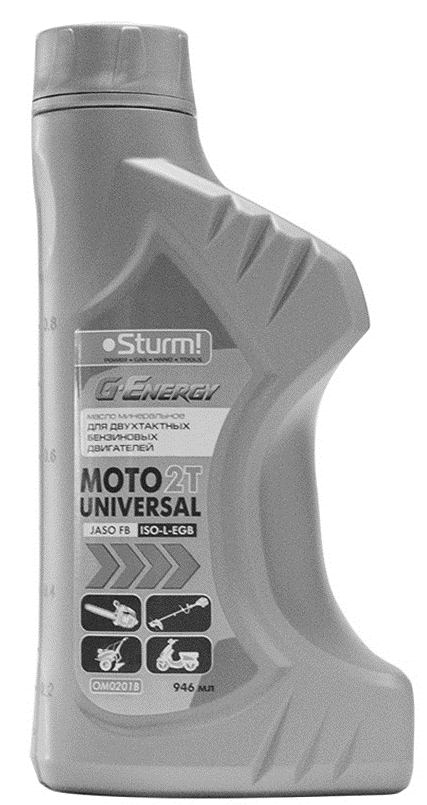 0.8
•Sturm!
POWER • GAS • HAND • TOOLS
G-ENERGY
МАСЛО МИНЕРАЛЬНОЕ
ДЛЯ ДВУХТАКТНЫХ
БЕНЗИНОВЫХ
ДВИГАТЕЛЕЙ
0.6
MOTO 2T
UNIVERSAL
JASO FB ISO-L-EGB
0.4
0.2
OM0201B 946 мл